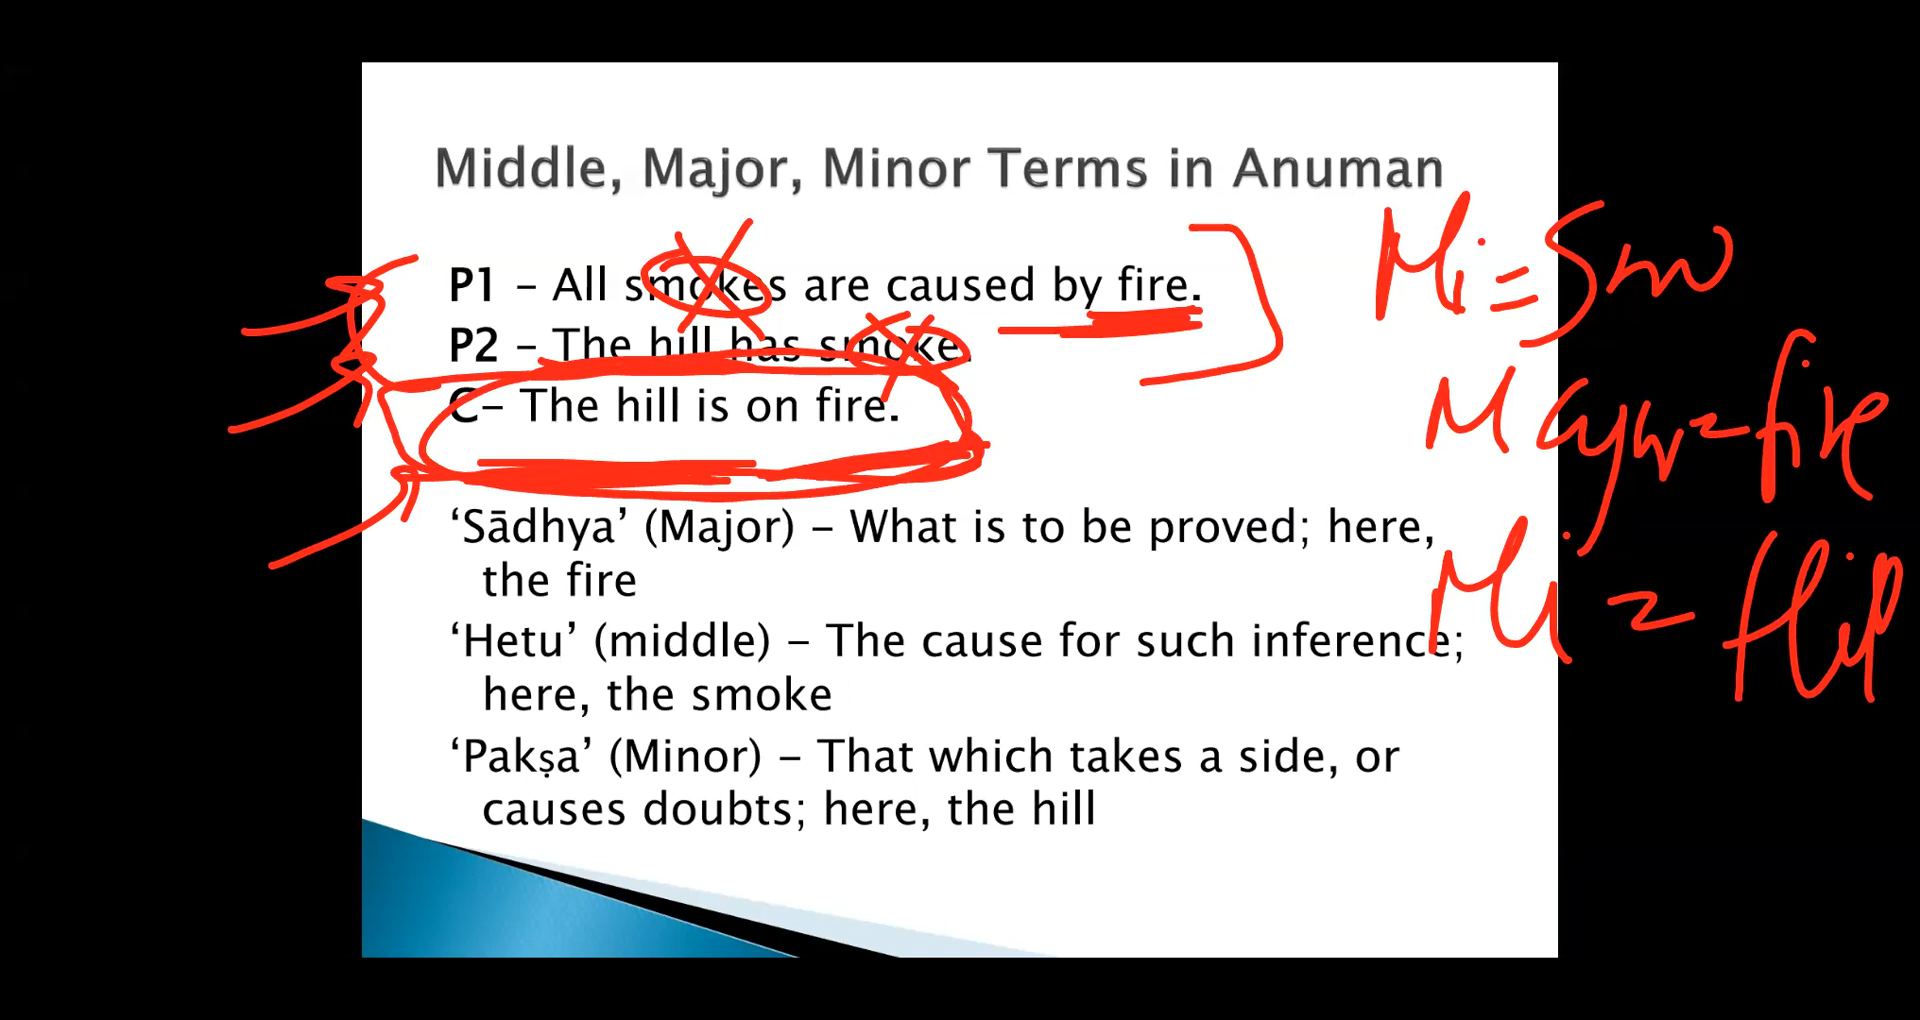 Middle, Major, Minor Terms in Anuman
P1 – All smokes are caused by fire.
P2 – The hill has smoke.
C– The hill is on fire.
‘Sādhya’ (Major) – What is to be proved; here,
the fire
‘Hetu’ (middle) – The cause for such inference;
here, the smoke
‘Pakṣa’ (Minor) – That which takes a side, or
causes doubts; here, the hill
Mi = Sm
Major = fire
Mi = Hill